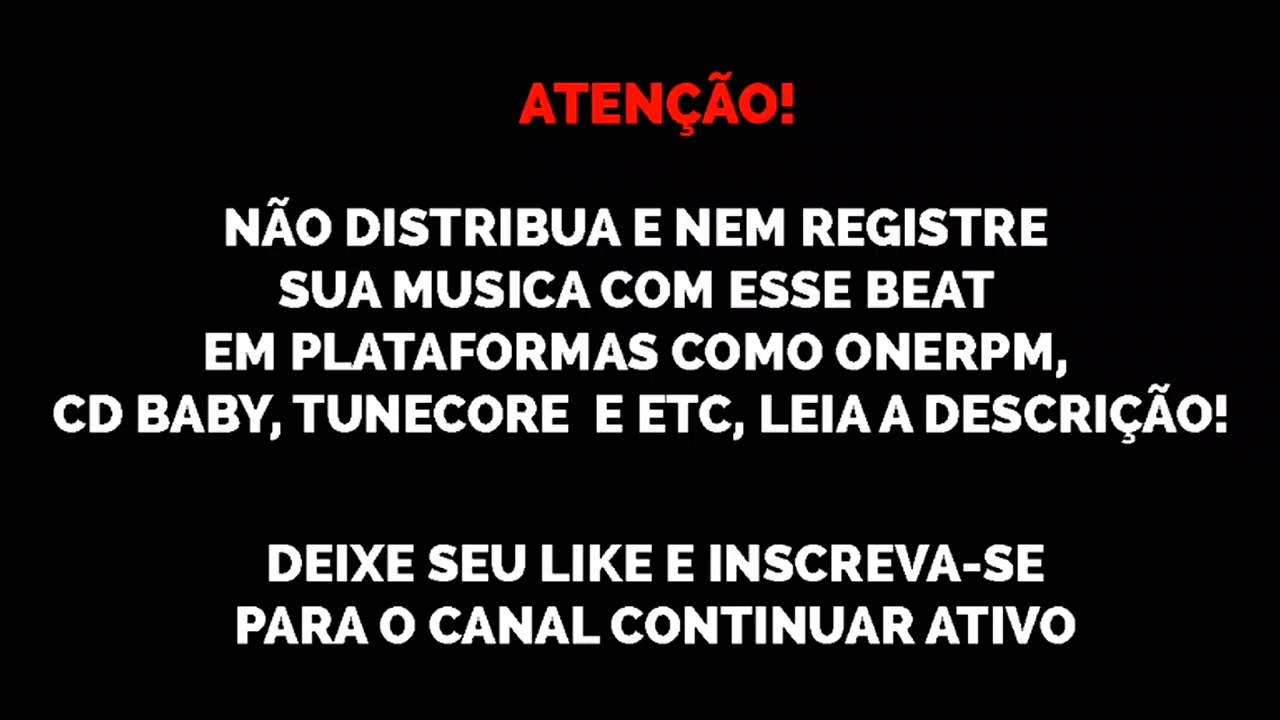 ATENÇÃO!
NÃO DISTRIBUA E NEM REGISTRE
SUA MUSICA COM ESSE BEAT
EM PLATAFORMAS COMO ONERPM,
CD BABY, TUNECORE E ETC, LEIA A DESCRIÇÃO!
DEIXE SEU LIKE E INSCREVA-SE
PARA O CANAL CONTINUAR ATIVO